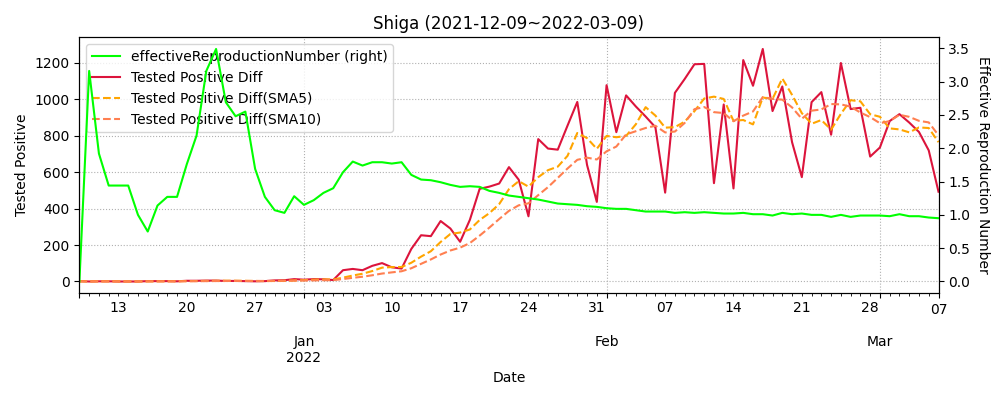 Shiga (2021-12-09~2022-03-09)
effectiveReproductionNumber (right)
Tested Positive Diff
Tested Positive Diff(SMA5)
Tested Positive Diff(SMA10)
Tested Positive
1200
1000
800
600
400
200
0
Effective Reproduction Number
3.5
3.0
2.5
2.0
1.5
1.0
0.5
0.0
13 20 27 03 10 17 24 31 07 14 21 28 07
Jan Feb Mar
2022
Date